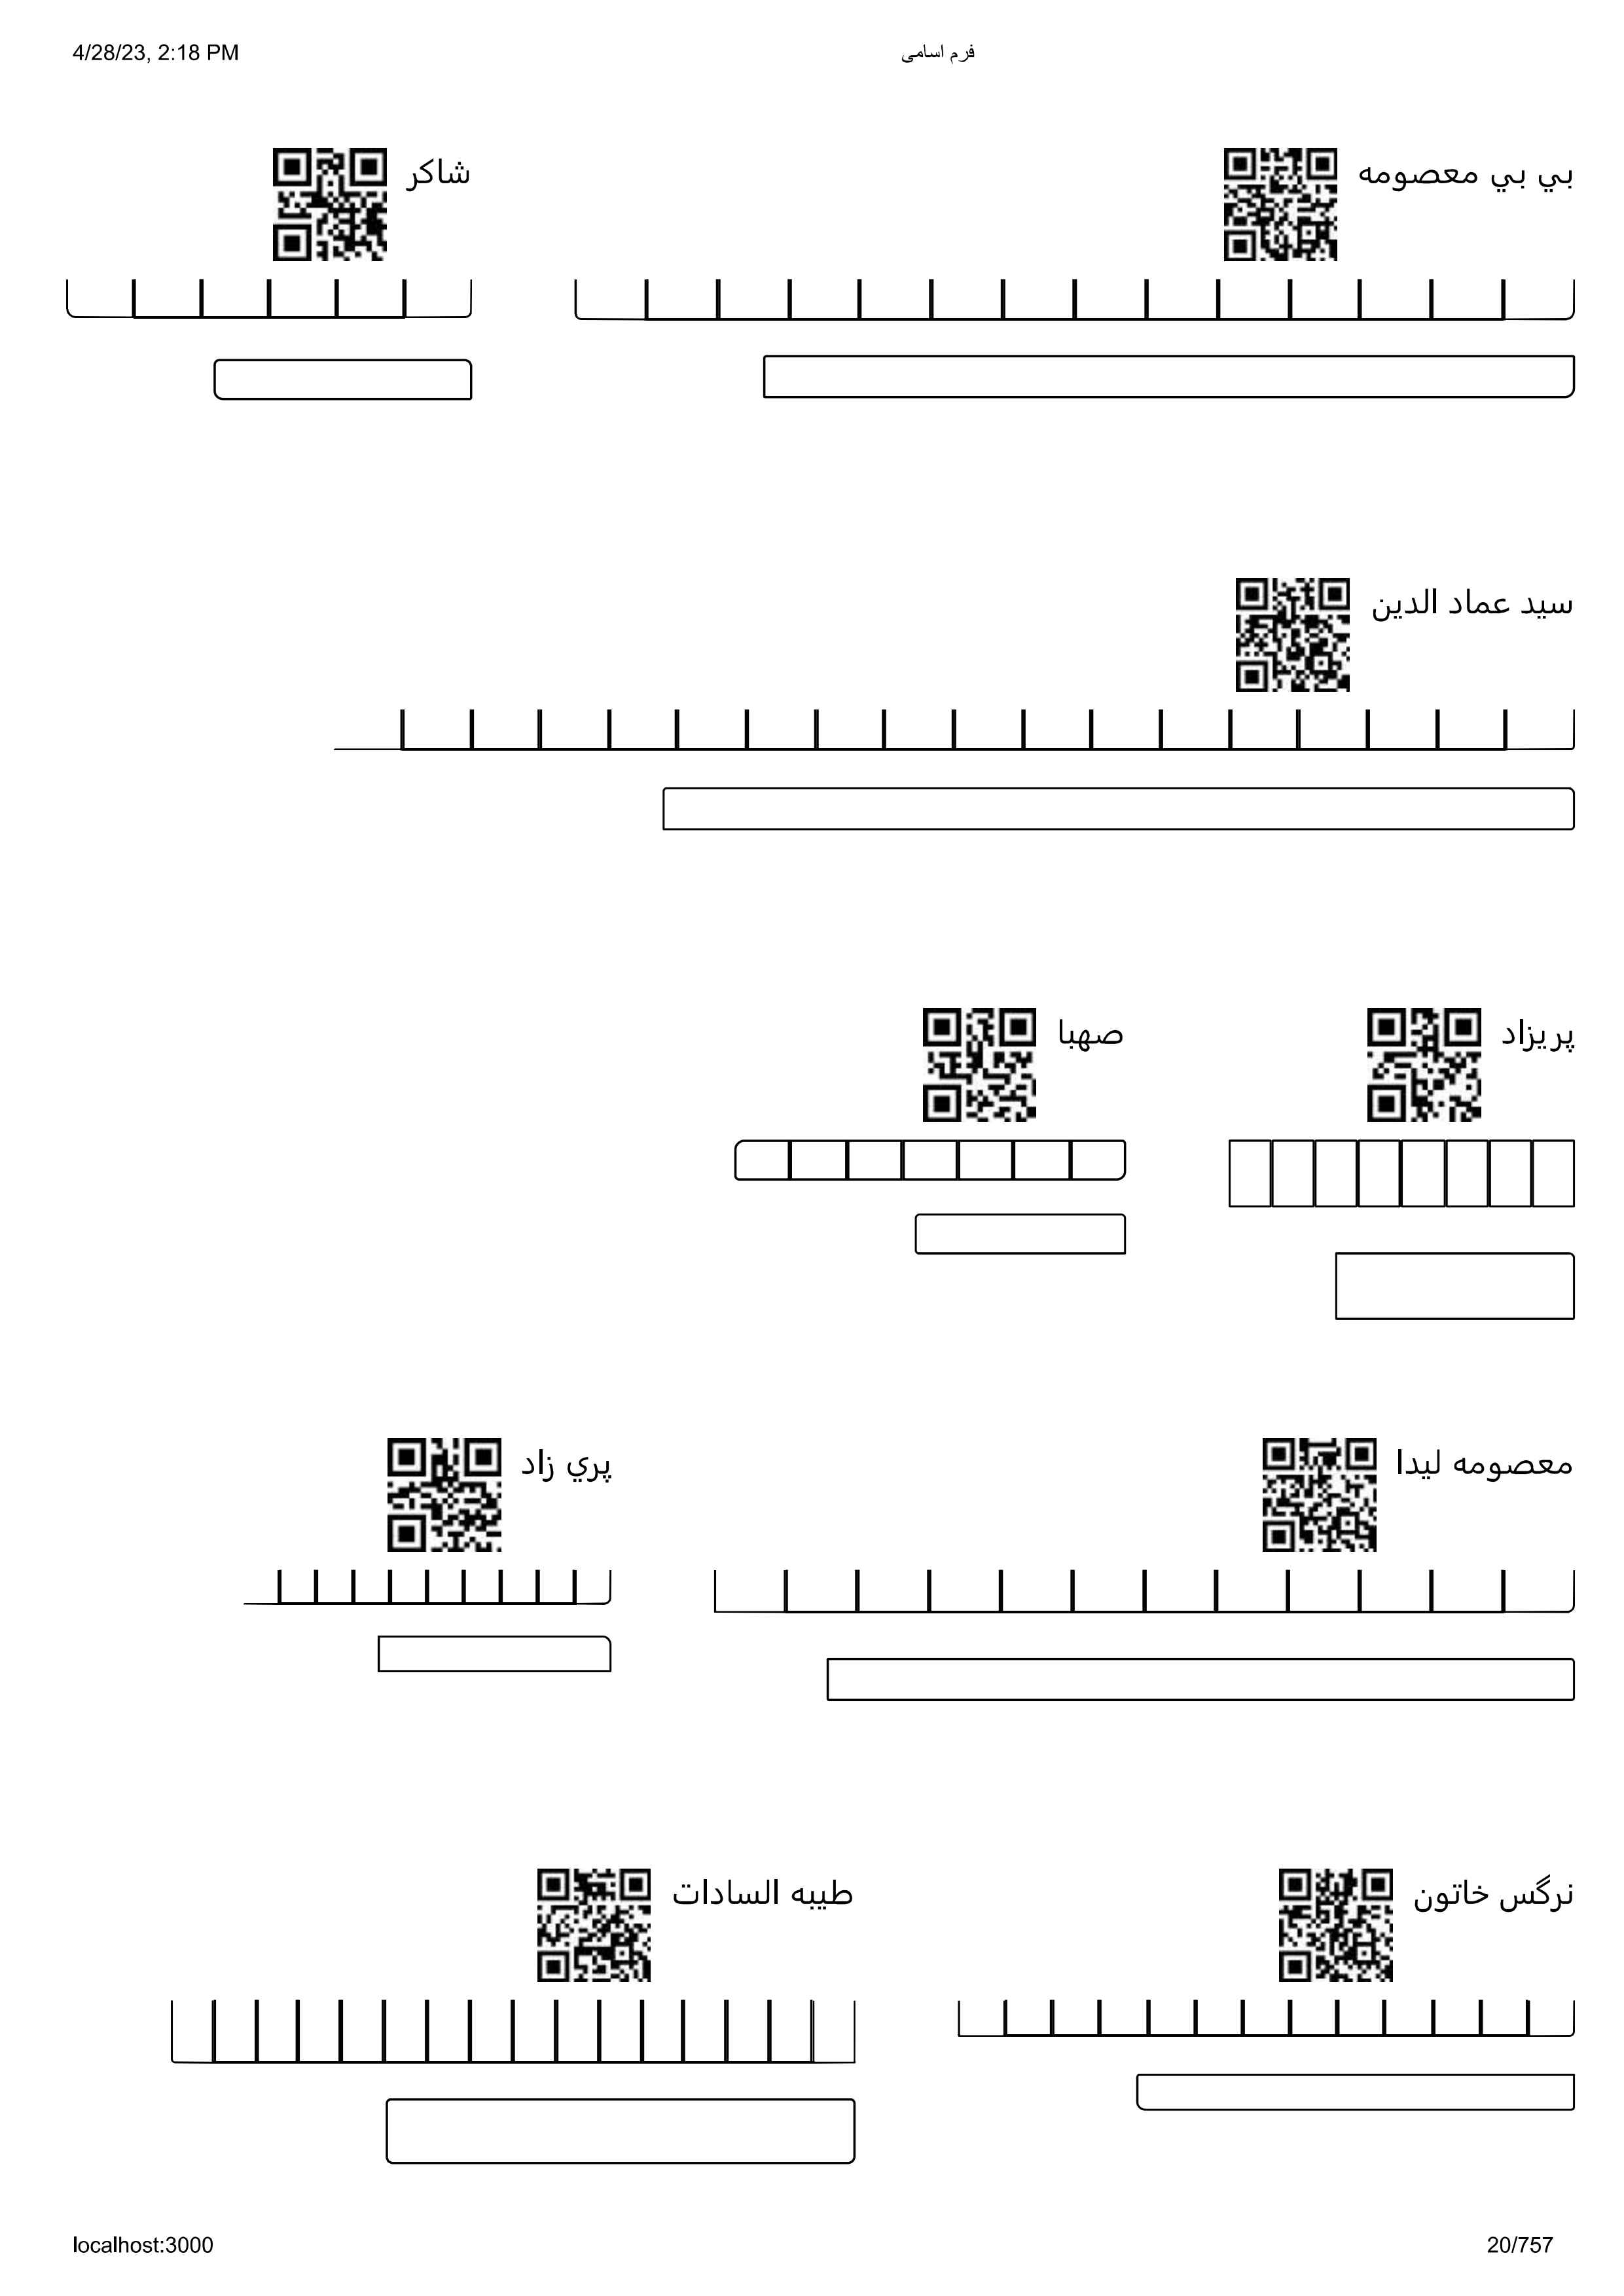 4/28/23, 2:18 PM فرم اسامی
بي بي معصومه شاكر
سيد عماد الدين
پريزاد صهبا
معصومه ليدا پري زاد
نرگس خاتون طيبه السادات
localhost:3000 20/757